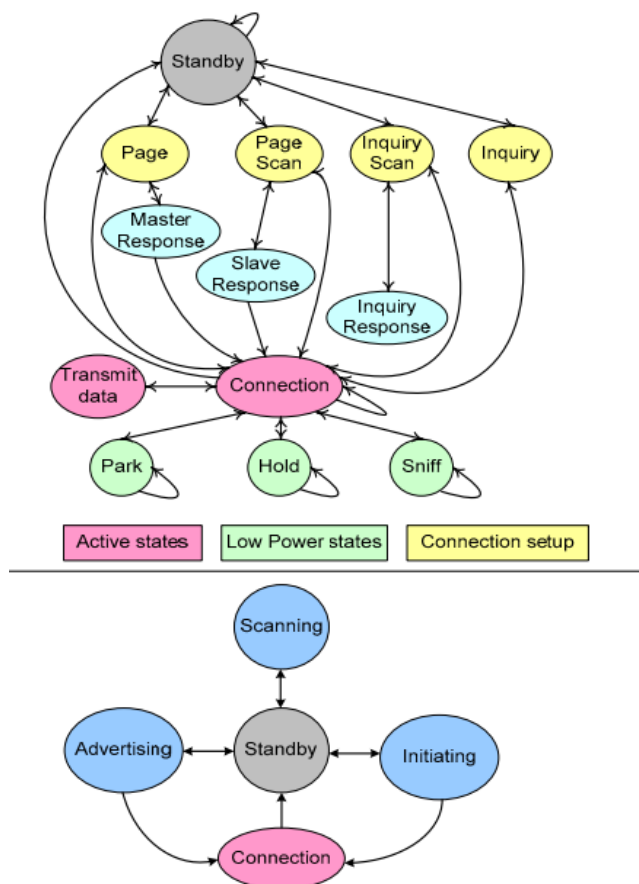 Standby
Page
Page
Scan
Inquiry
Scan
Inquiry
Master
Response
Slave
Response
Inquiry
Response
Transmit
data
Connection
Park
Hold
Sniff
Active states
Low Power states
Connection setup
Scanning
Advertising
Standby
Initiating
Connection